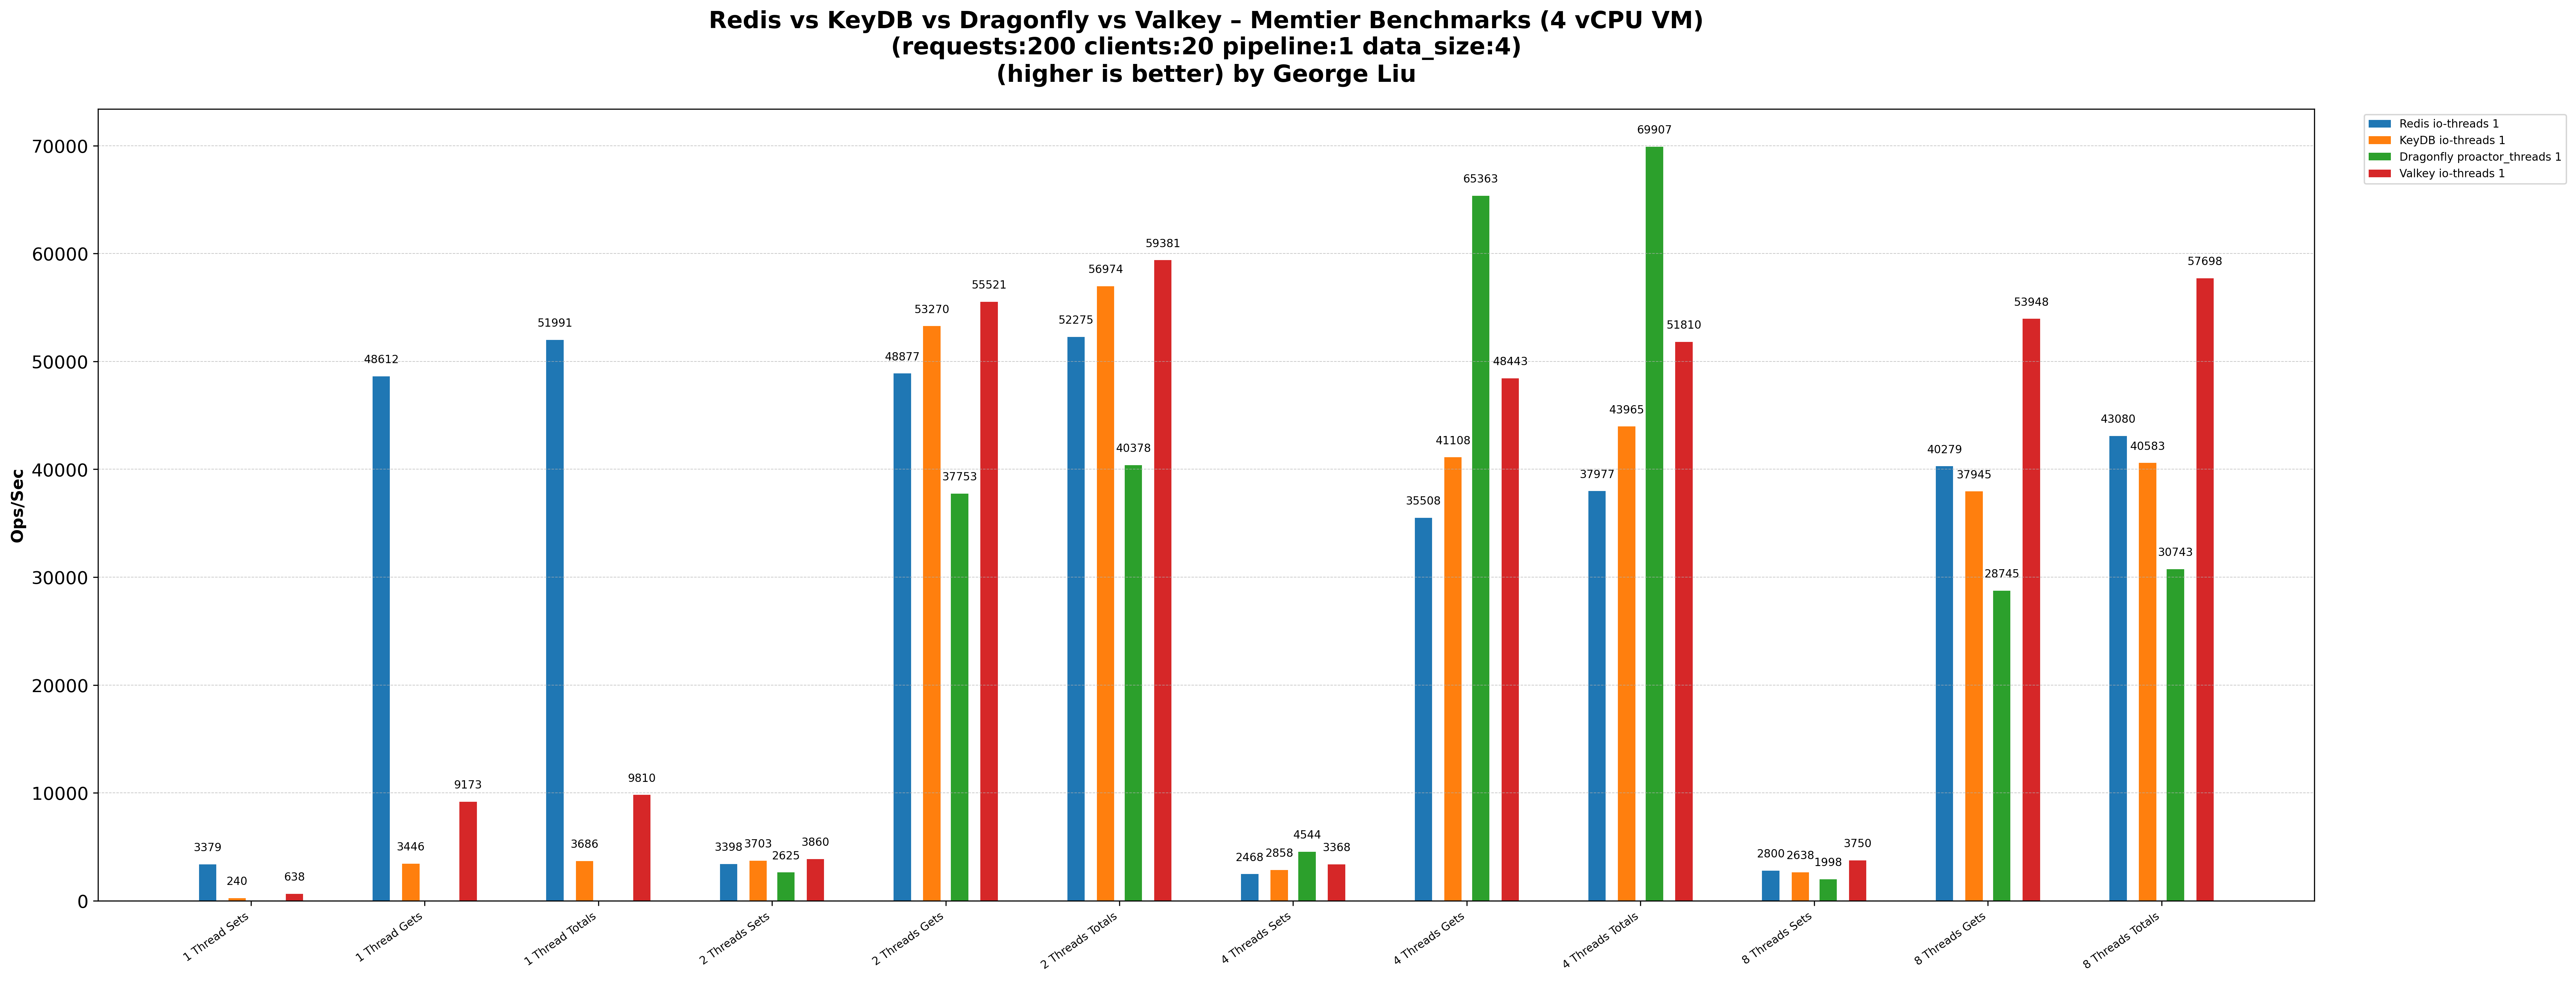 Redis vs KeyDB vs Dragonfly vs Valkey – Memtier Benchmarks (4 vCPU VM)
(requests:200 clients:20 pipeline:1 data_size:4)
(higher is better) by George Liu
Redis io-threads 1
KeyDB io-threads 1
Dragonfly proactor_threads 1
Valkey io-threads 1
Ops/Sec
70000
60000
50000
40000
30000
20000
10000
0
3379
240
638
48612
3446
9173
51991
3686
9810
3398
3703
2625
3860
48877
53270
37753
55521
52275
56974
40378
59381
2468
2858
4544
3368
35508
41108
65363
48443
37977
43965
69907
51810
2800
2638
1998
3750
40279
37945
28745
53948
43080
40583
30743
57698
1 Thread Sets
1 Thread Gets
1 Thread Totals
2 Threads Sets
2 Threads Gets
2 Threads Totals
4 Threads Sets
4 Threads Gets
4 Threads Totals
8 Threads Sets
8 Threads Gets
8 Threads Totals